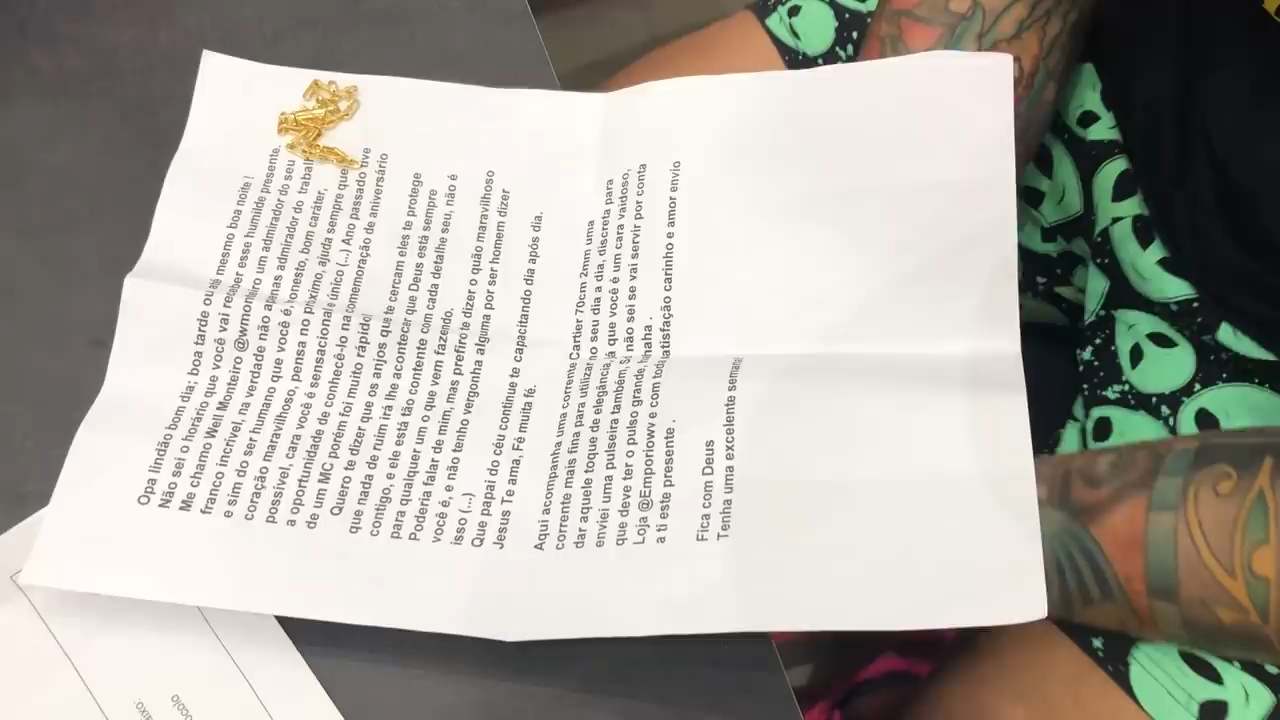 Opa lindão bom dia; boa tarde ou até mesmo boa noite !
Não sei o horário que você vai receber esse humilde presente.
Me chamo Well Monteiro @wmonteiro um admirador do seu
franco incrível, na verdade não apenas admirador do trabalh
e sim do ser humano que você é, honesto, bom caráter,
coração maravilhoso, pensa no próximo, ajuda sempre que
possível, cara você é sensacional e único (...) Ano passado tive
a oportunidade de conhecê-lo na comemoração de aniversário
de um MC porém foi muito rápido!
Quero te dizer que os anjos que te cercam eles te protege
que nada de ruim irá lhe acontecer que Deus está sempre
contigo, e ele está tão contente com cada detalhe seu, não é
para qualquer um o que vem fazendo.
Poderia falar de mim, mas prefiro te dizer o quão maravilhoso
você é, e não tenho vergonha alguma por ser homem dizer
isso (...)
Que papai do céu continue te capacitando dia após dia.
Jesus Te ama, Fé muita fé.
Aqui acompanha uma corrente Cartier 70cm 2mm uma
corrente mais fina para utilizar no seu dia a dia, discreta para
dar aquele toque de elegância, já que você é um cara vaidoso,
enviei uma pulseira também, Só não sei se vai servir por conta
que deve ter o pulso grande, hahaha .
Loja @Emporiowv e com toda satisfação carinho e amor envio
a ti este presente .
Fica com Deus
Tenha uma excelente semana
ocolo
aixo: